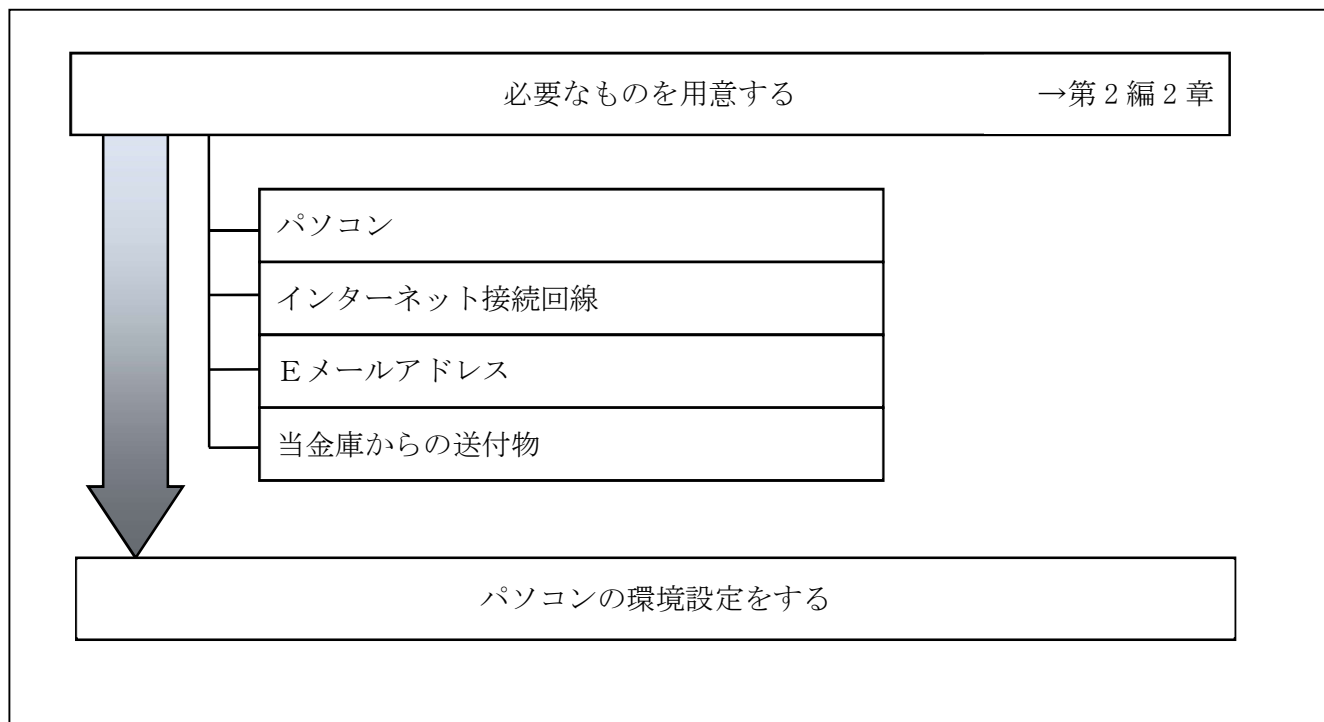 必要なものを用意する →第２編２章
パソコン
インターネット接続回線
Ｅメールアドレス
当金庫からの送付物
パソコンの環境設定をする